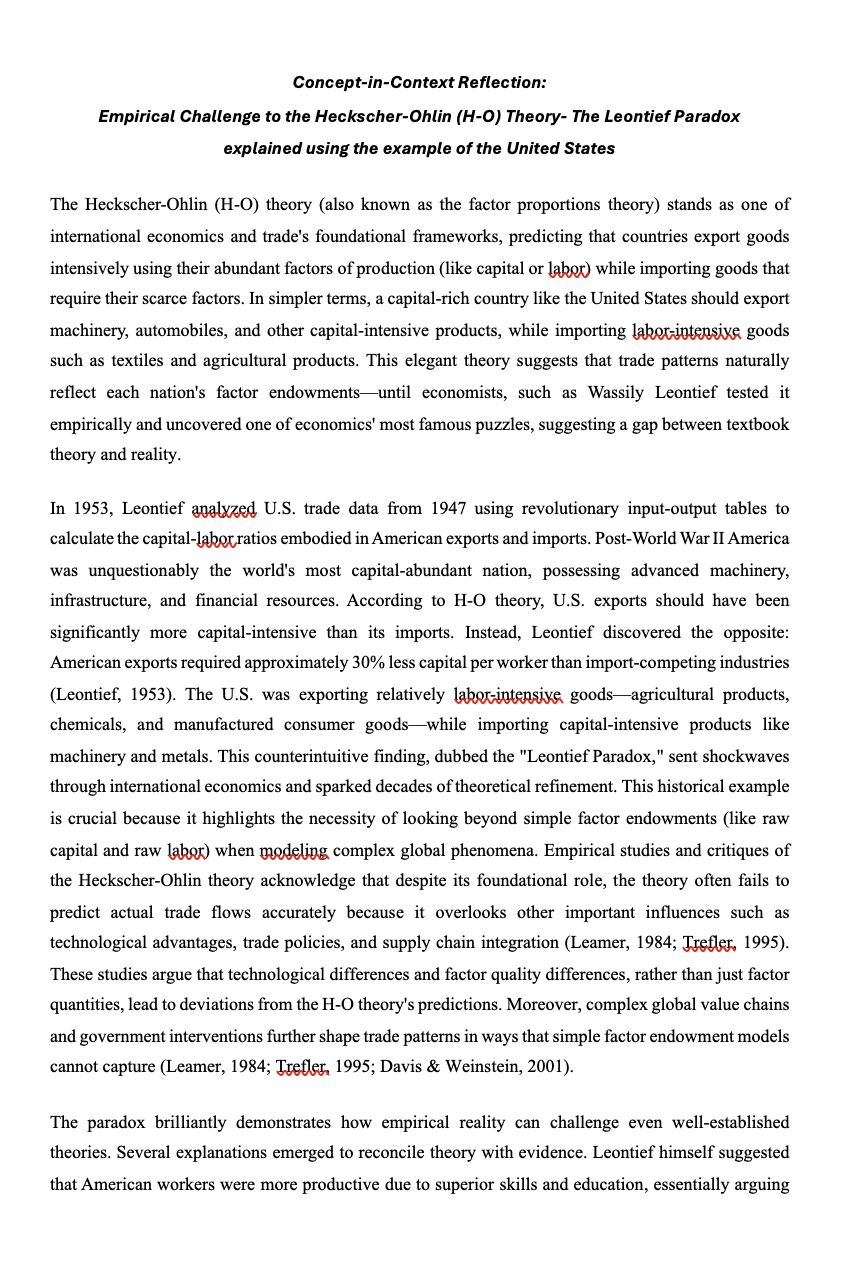 Concept-in-Context Reflection:
Empirical Challenge to the Heckscher-Ohlin (H-O) Theory- The Leontief Paradox
explained using the example of the United States
The Heckscher-Ohlin (H-O) theory (also known as the factor proportions theory) stands as one of
international economics and trade's foundational frameworks, predicting that countries export goods
intensively using their abundant factors of production (like capital or labor) while importing goods that
require their scarce factors. In simpler terms, a capital-rich country like the United States should export
machinery, automobiles, and other capital-intensive products, while importing labor-intensive goods
such as textiles and agricultural products. This elegant theory suggests that trade patterns naturally
reflect each nation's factor endowments—until economists, such as Wassily Leontief tested it
empirically and uncovered one of economics' most famous puzzles, suggesting a gap between textbook
theory and reality.
In 1953, Leontief analyzed U.S. trade data from 1947 using revolutionary input-output tables to
calculate the capital-labor ratios embodied in American exports and imports. Post-World War II America
was unquestionably the world's most capital-abundant nation, possessing advanced machinery,
infrastructure, and financial resources. According to H-O theory, U.S. exports should have been
significantly more capital-intensive than its imports. Instead, Leontief discovered the opposite:
American exports required approximately 30% less capital per worker than import-competing industries
(Leontief, 1953). The U.S. was exporting relatively labor-intensive goods—agricultural products,
chemicals, and manufactured consumer goods—while importing capital-intensive products like
machinery and metals. This counterintuitive finding, dubbed the "Leontief Paradox," sent shockwaves
through international economics and sparked decades of theoretical refinement. This historical example
is crucial because it highlights the necessity of looking beyond simple factor endowments (like raw
capital and raw labor) when modeling complex global phenomena. Empirical studies and critiques of
the Heckscher-Ohlin theory acknowledge that despite its foundational role, the theory often fails to
predict actual trade flows accurately because it overlooks other important influences such as
technological advantages, trade policies, and supply chain integration (Leamer, 1984; Trefler, 1995).
These studies argue that technological differences and factor quality differences, rather than just factor
quantities, lead to deviations from the H-O theory's predictions. Moreover, complex global value chains
and government interventions further shape trade patterns in ways that simple factor endowment models
cannot capture (Leamer, 1984; Trefler, 1995; Davis & Weinstein, 2001).
The paradox brilliantly demonstrates how empirical reality can challenge even well-established
theories. Several explanations emerged to reconcile theory with evidence. Leontief himself suggested
that American workers were more productive due to superior skills and education, essentially arguing